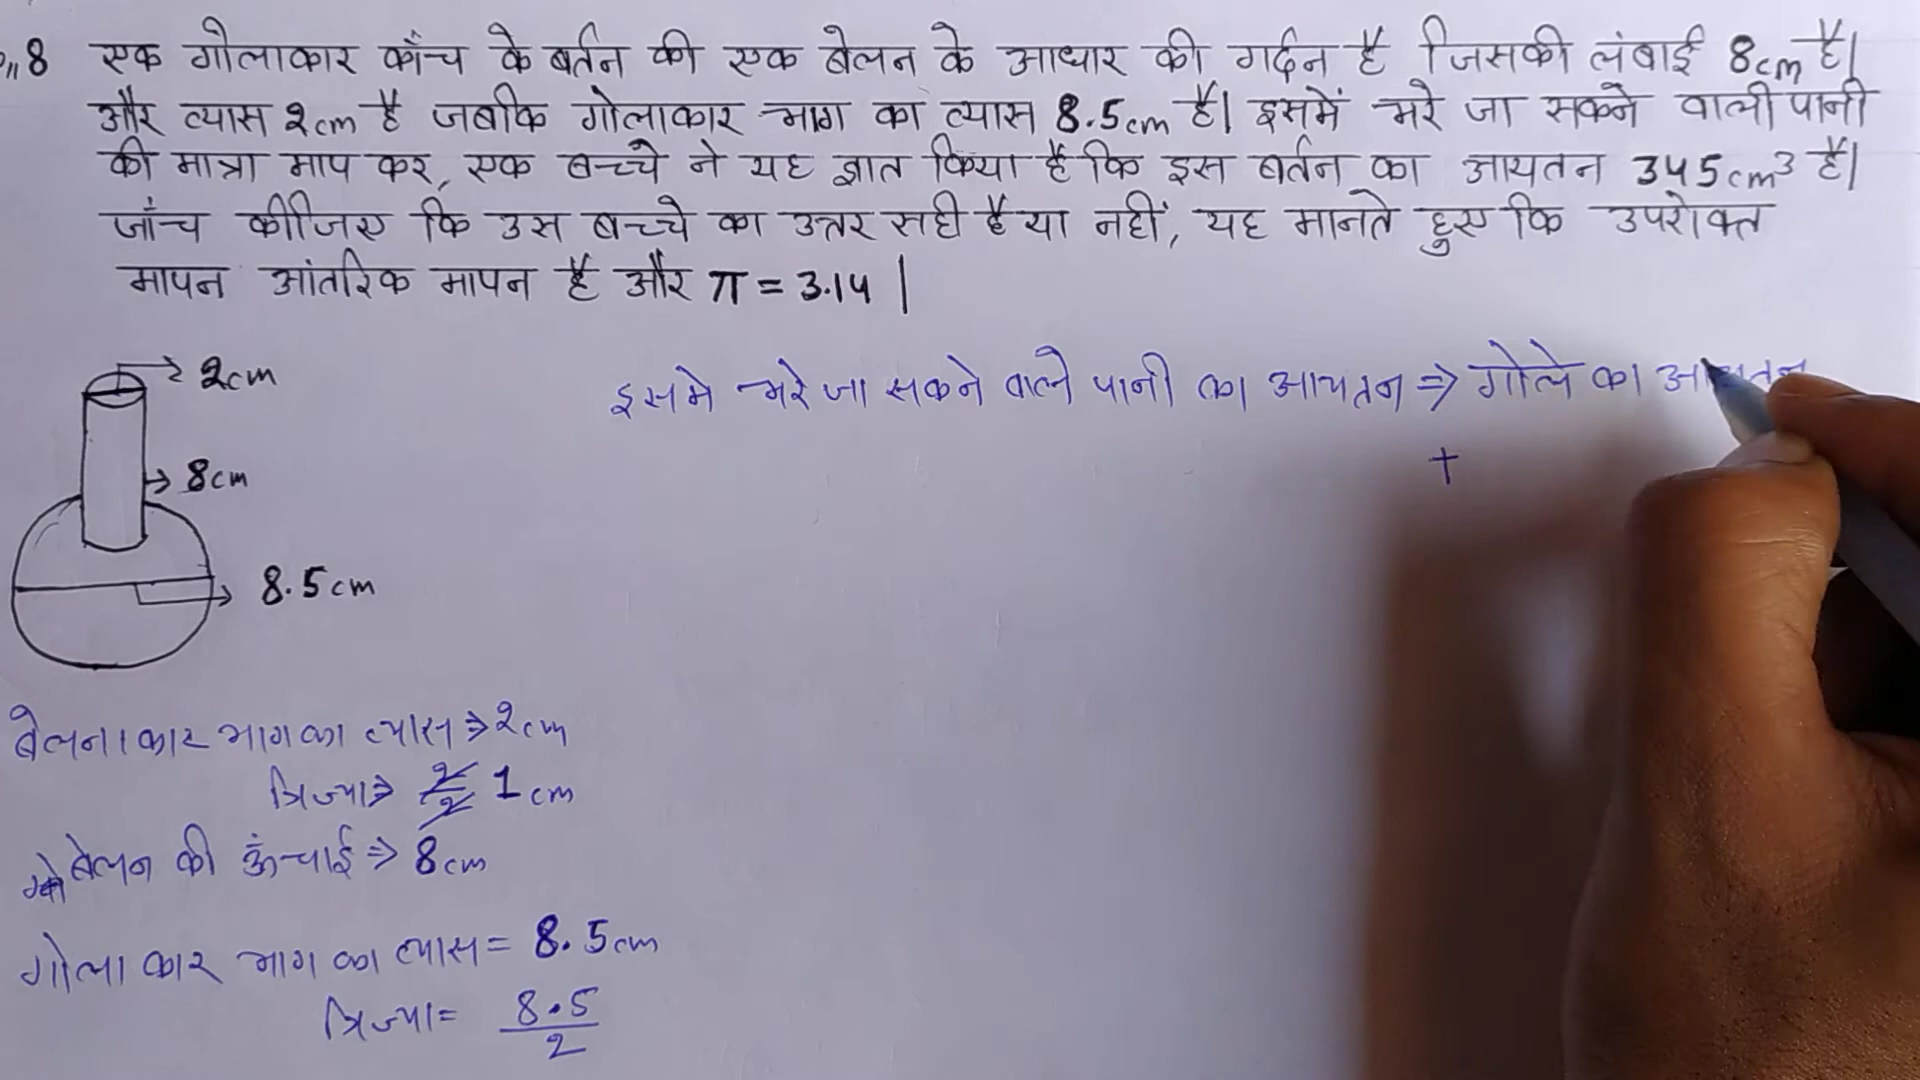 8 एक गोलाकार काँच के बर्तन की एक बेलन के आधार की गर्दन है जिसकी लंबाई 8cm है।
और व्यास 2cm है जबकि गोलाकार भाग का व्यास 8.5cm है। इसमें भरे जा सकने वाली पानी
की मात्रा माप कर, एक बच्चे ने यह ज्ञात किया है कि इस बर्तन का आयतन 345cm³ है।
जाँच कीजिए कि उस बच्चे का उत्तर सही है या नहीं, यह मानते हुए कि उपरोक्त
मापन आंतरिक मापन है और π = 3.14 |
2cm
इसमे भरे जा सकने वाले पानी का आयतन ⇒ गोले का आयतन
+
8cm
8.5cm
बेलनाकार भाग का व्यास ⇒ 2cm
त्रिज्या ⇒ 2/2 1cm
बेलन की ऊंचाई ⇒ 8cm
गोलाकार भाग का व्यास = 8.5cm
त्रिज्या = 8.5/2